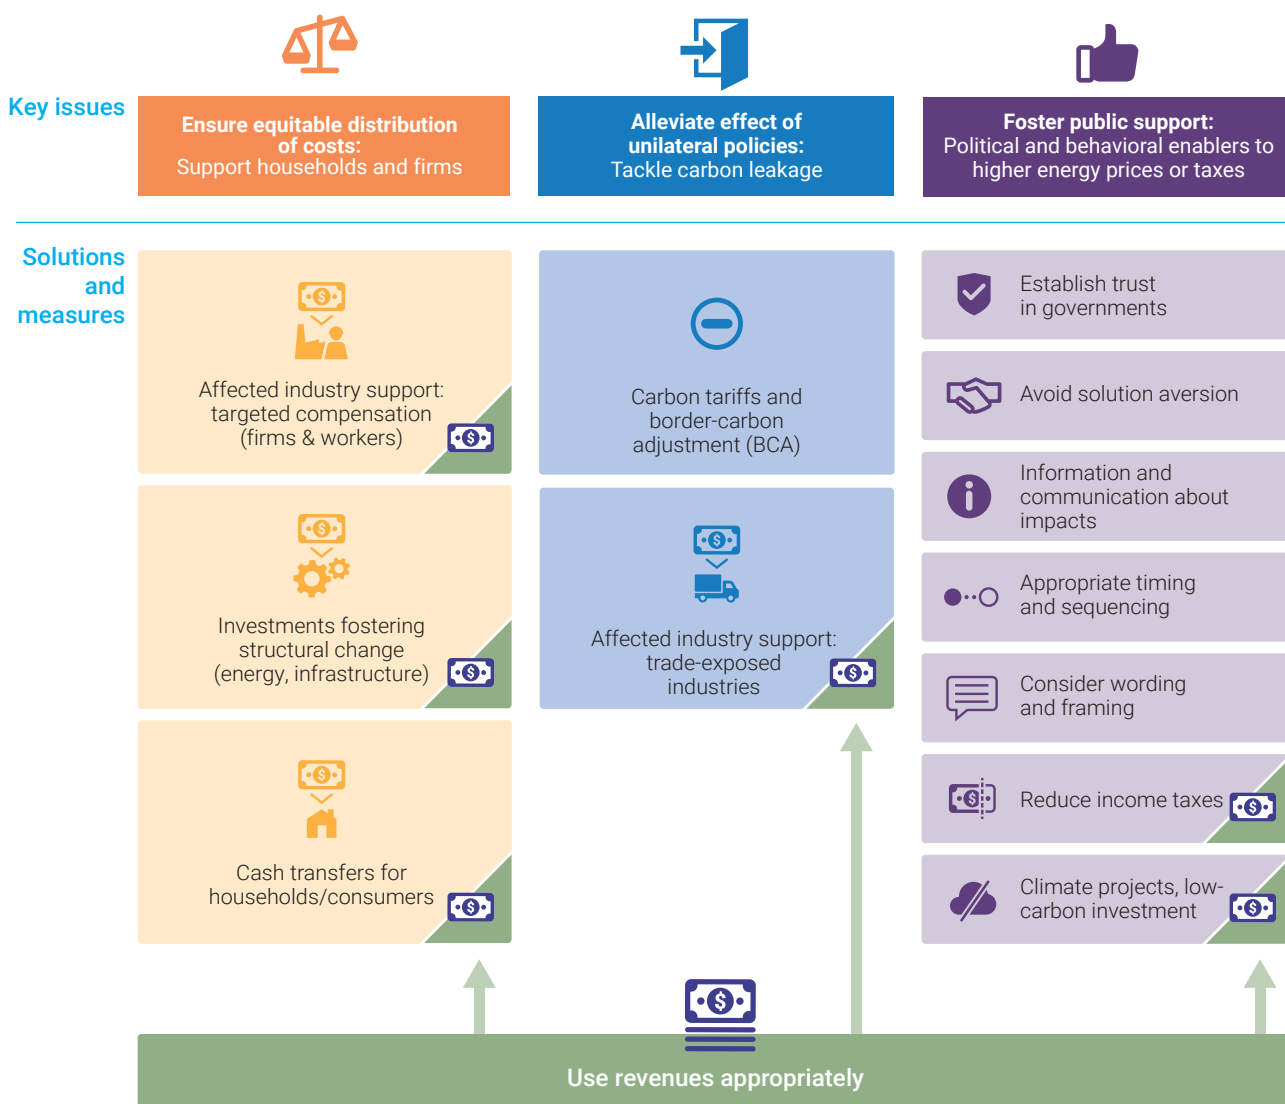 Key issues
Ensure equitable distribution
of costs:
Support households and firms
Alleviate effect of
unilateral policies:
Tackle carbon leakage
Foster public support:
Political and behavioral enablers to
higher energy prices or taxes
Solutions
and
measures
Affected industry support:
targeted compensation
(firms & workers)
Investments fostering
structural change
(energy, infrastructure)
Cash transfers for
households/consumers
Carbon tariffs and
border-carbon
adjustment (BCA)
Affected industry support:
trade-exposed
industries
Establish trust
in governments
Avoid solution aversion
Information and
communication about
impacts
Appropriate timing
and sequencing
Consider wording
and framing
Reduce income taxes
Climate projects, low-
carbon investment
Use revenues appropriately